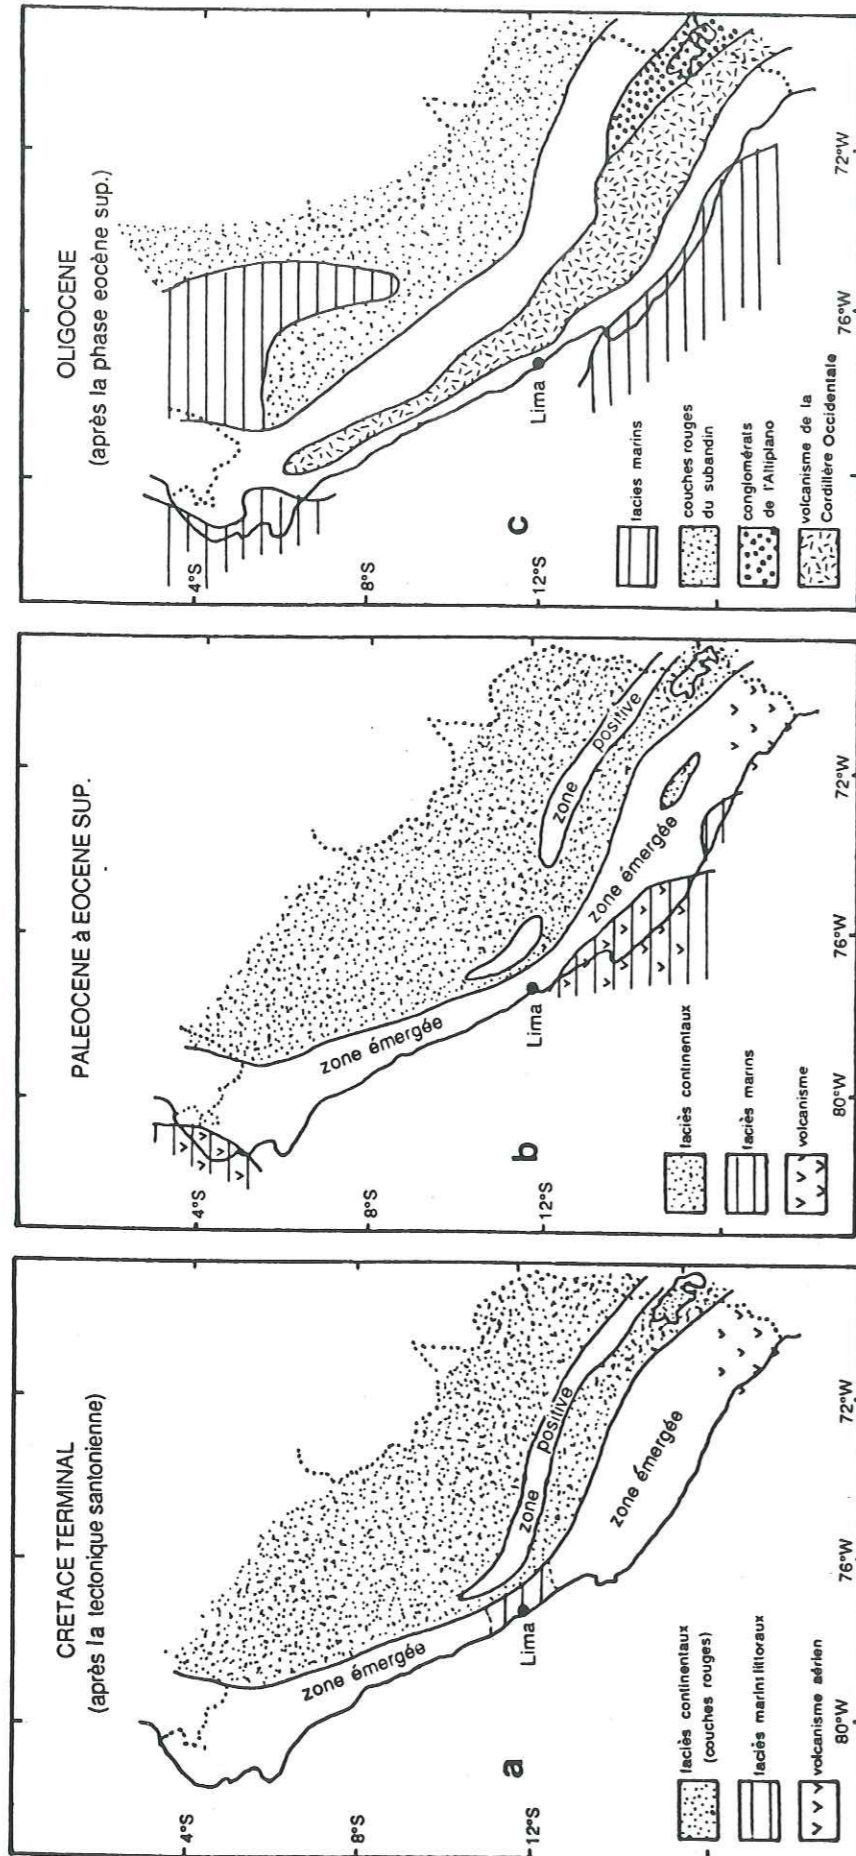 CRETACE TERMINAL
(après la tectonique santonienne)
4°S
8°S
12°S
80°W
76°W
72°W
zone émergée
zone positive
zone émergée
Lima
a
faciès continentaux
(couches rouges)
faciès marins littoraux
volcanisme aérien
PALEOCENE à EOCENE SUP.
4°S
8°S
12°S
80°W
76°W
72°W
zone émergée
zone positive
zone émergée
Lima
b
faciès continentaux
faciès marins
volcanisme
OLIGOCENE
(après la phase eocène sup.)
4°S
8°S
12°S
76°W
72°W
Lima
c
facies marins
couches rouges
du subandin
conglomérats
de l'Altiplano
volcanisme de la
Cordillère Occidentale